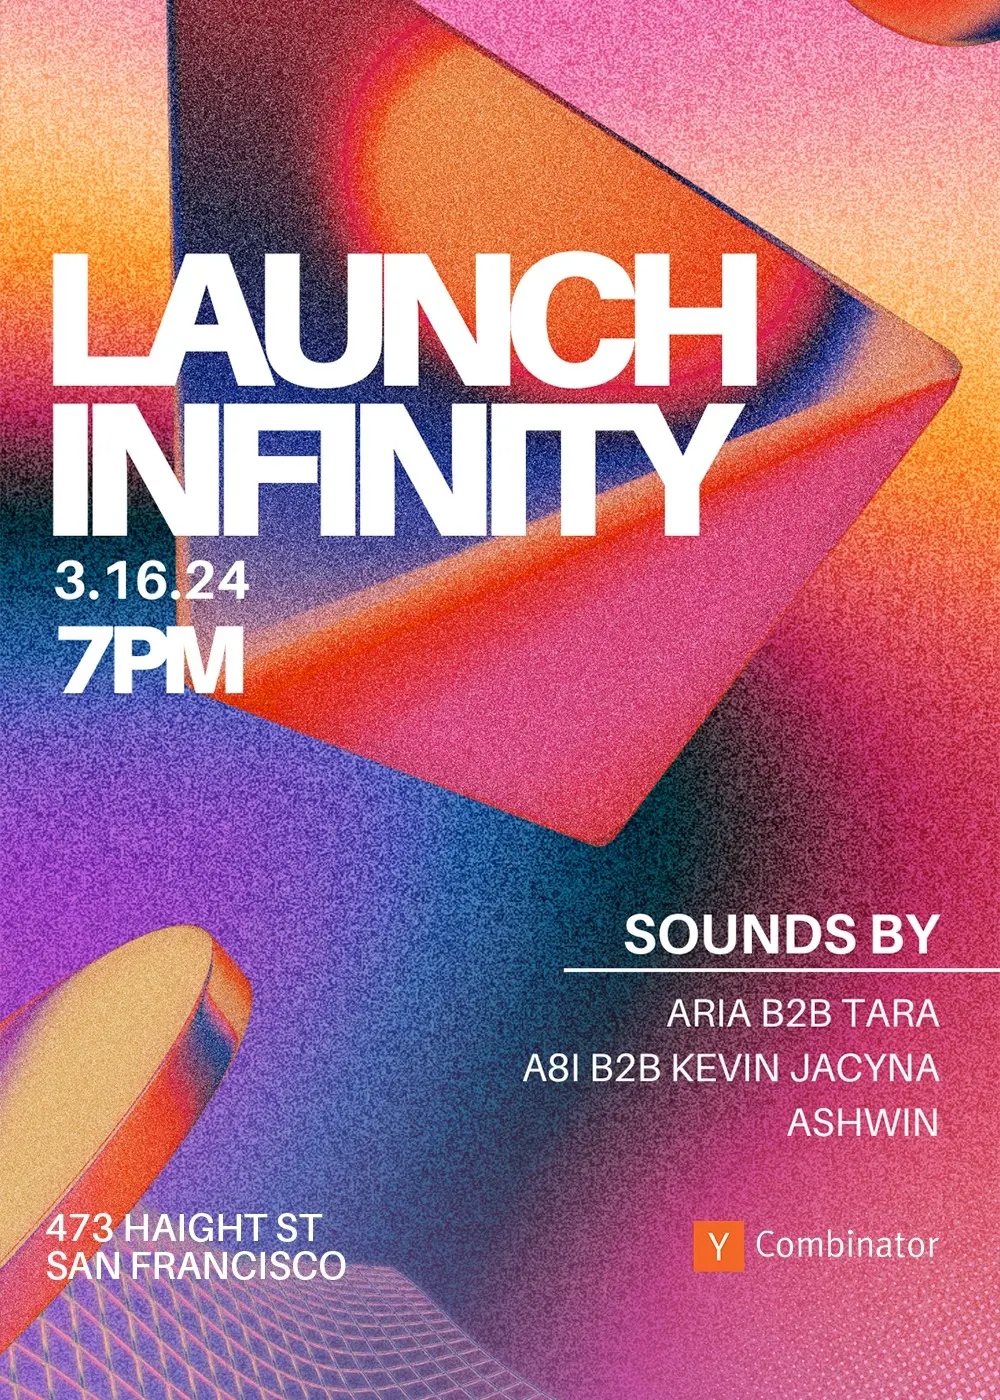 LAUNCH
INFINITY
3.16.24
7PM
SOUNDS BY
ARIA B2B TARA
A8I B2B KEVIN JACYNA
ASHWIN
473 HAIGHT ST
SAN FRANCISCO
Y Combinator